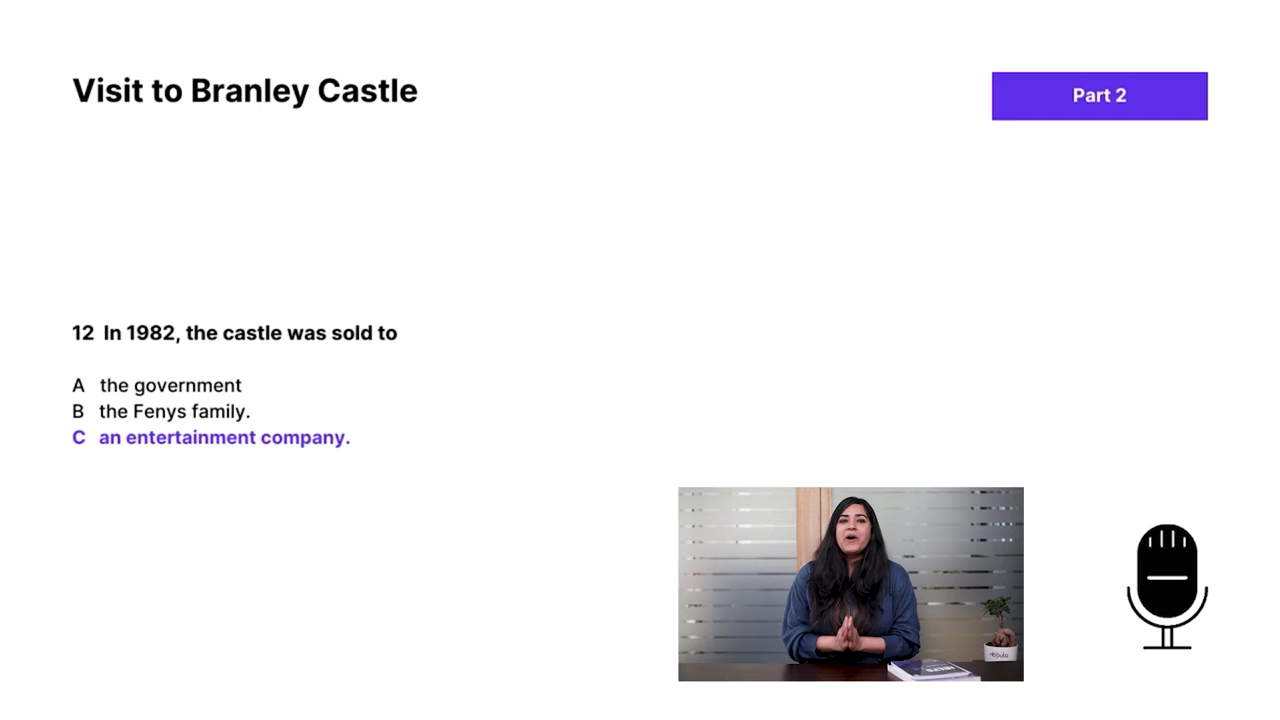 Visit to Branley Castle
Part 2
12 In 1982, the castle was sold to
A the government
B the Fenys family.
C an entertainment company.
IELTS